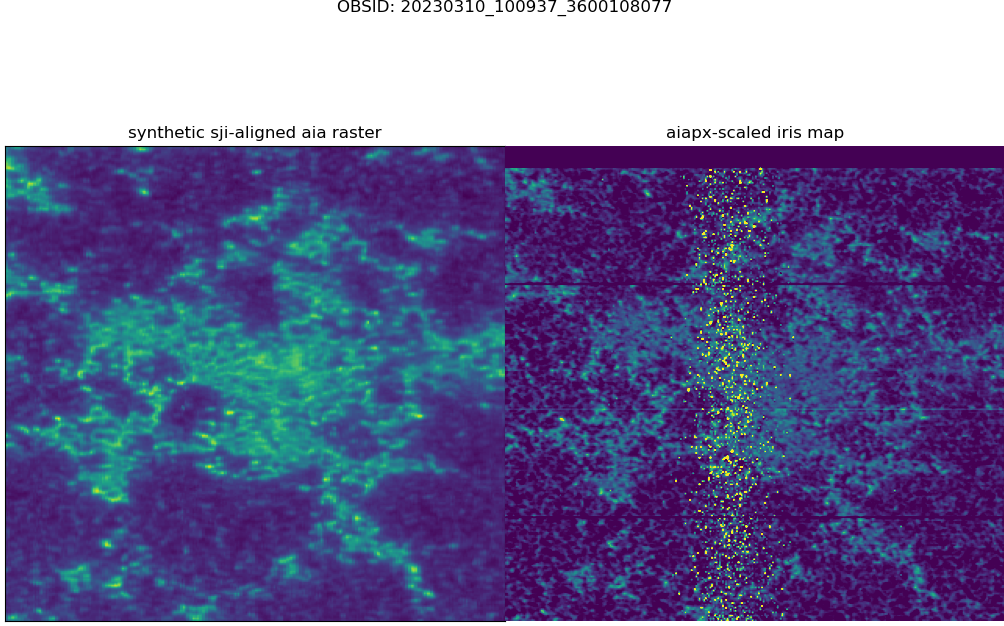 OBSID: 20230310_100937_3600108077
synthetic sji-aligned aia raster
aiapx-scaled iris map